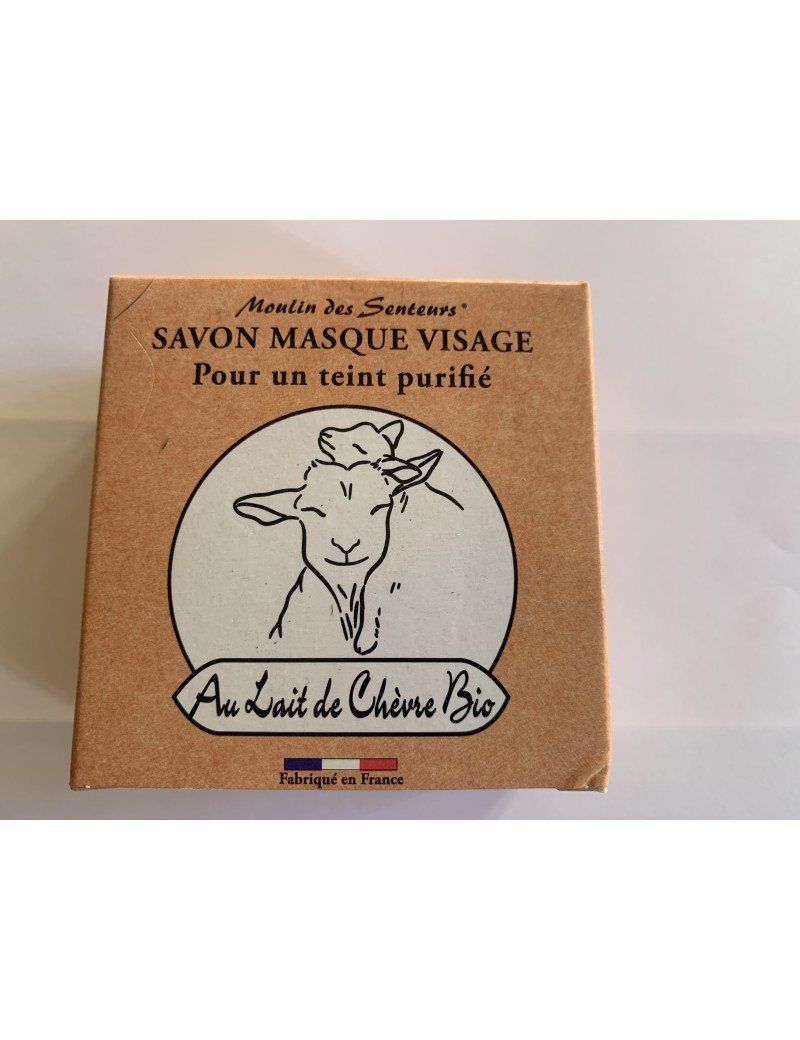 Moulin des Senteurs®
SAVON MASQUE VISAGE
Pour un teint purifié
Au Lait de Chèvre Bio
Fabriqué en France